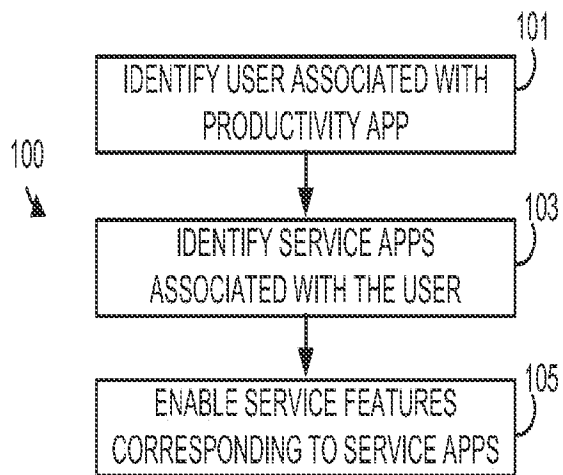 101
IDENTIFY USER ASSOCIATED WITH
PRODUCTIVITY APP
100
103
IDENTIFY SERVICE APPS
ASSOCIATED WITH THE USER
105
ENABLE SERVICE FEATURES
CORRESPONDING TO SERVICE APPS